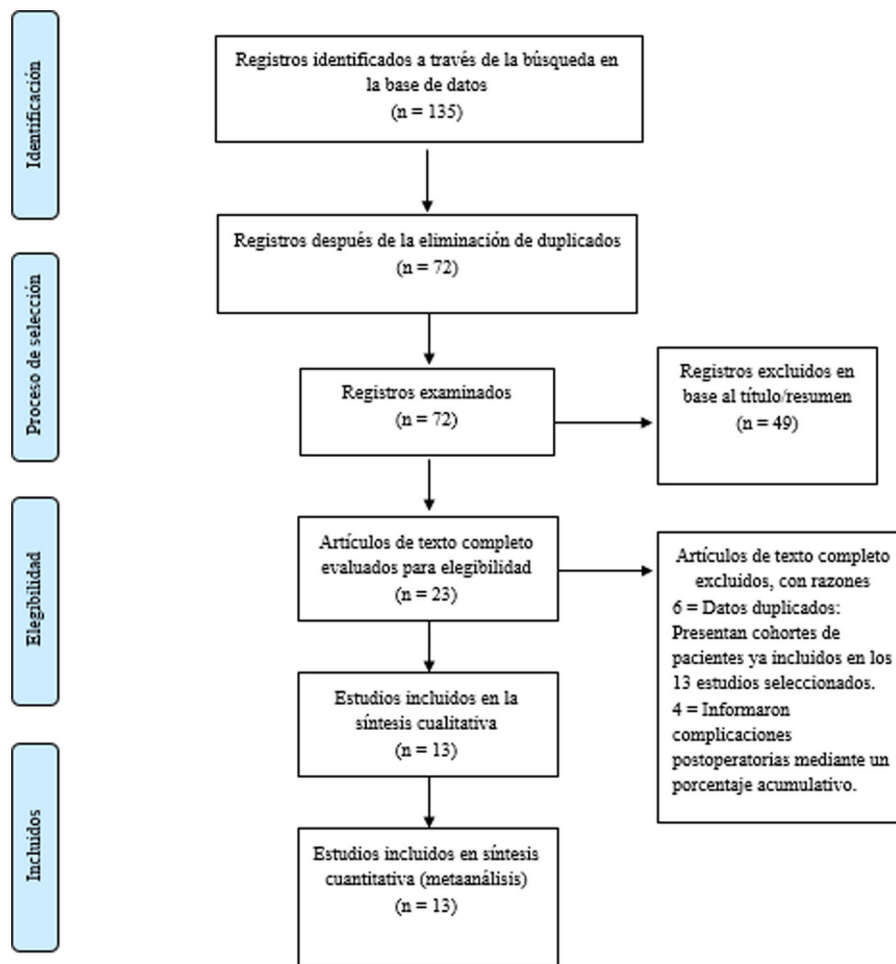 Identificación
Registros identificados a través de la búsqueda en
la base de datos
(n = 135)
Registros después de la eliminación de duplicados
(n = 72)
Proceso de selección
Registros examinados
(n = 72)
Registros excluidos en
base al título/resumen
(n = 49)
Elegibilidad
Artículos de texto completo
evaluados para elegibilidad
(n = 23)
Artículos de texto completo
excluidos, con razones
6 = Datos duplicados:
Presentan cohortes de
pacientes ya incluidos en los
13 estudios seleccionados.
4 = Informaron
complicaciones
postoperatorias mediante un
porcentaje acumulativo.
Estudios incluidos en la
síntesis cualitativa
(n = 13)
Incluidos
Estudios incluidos en síntesis
cuantitativa (metaanálisis)
(n = 13)